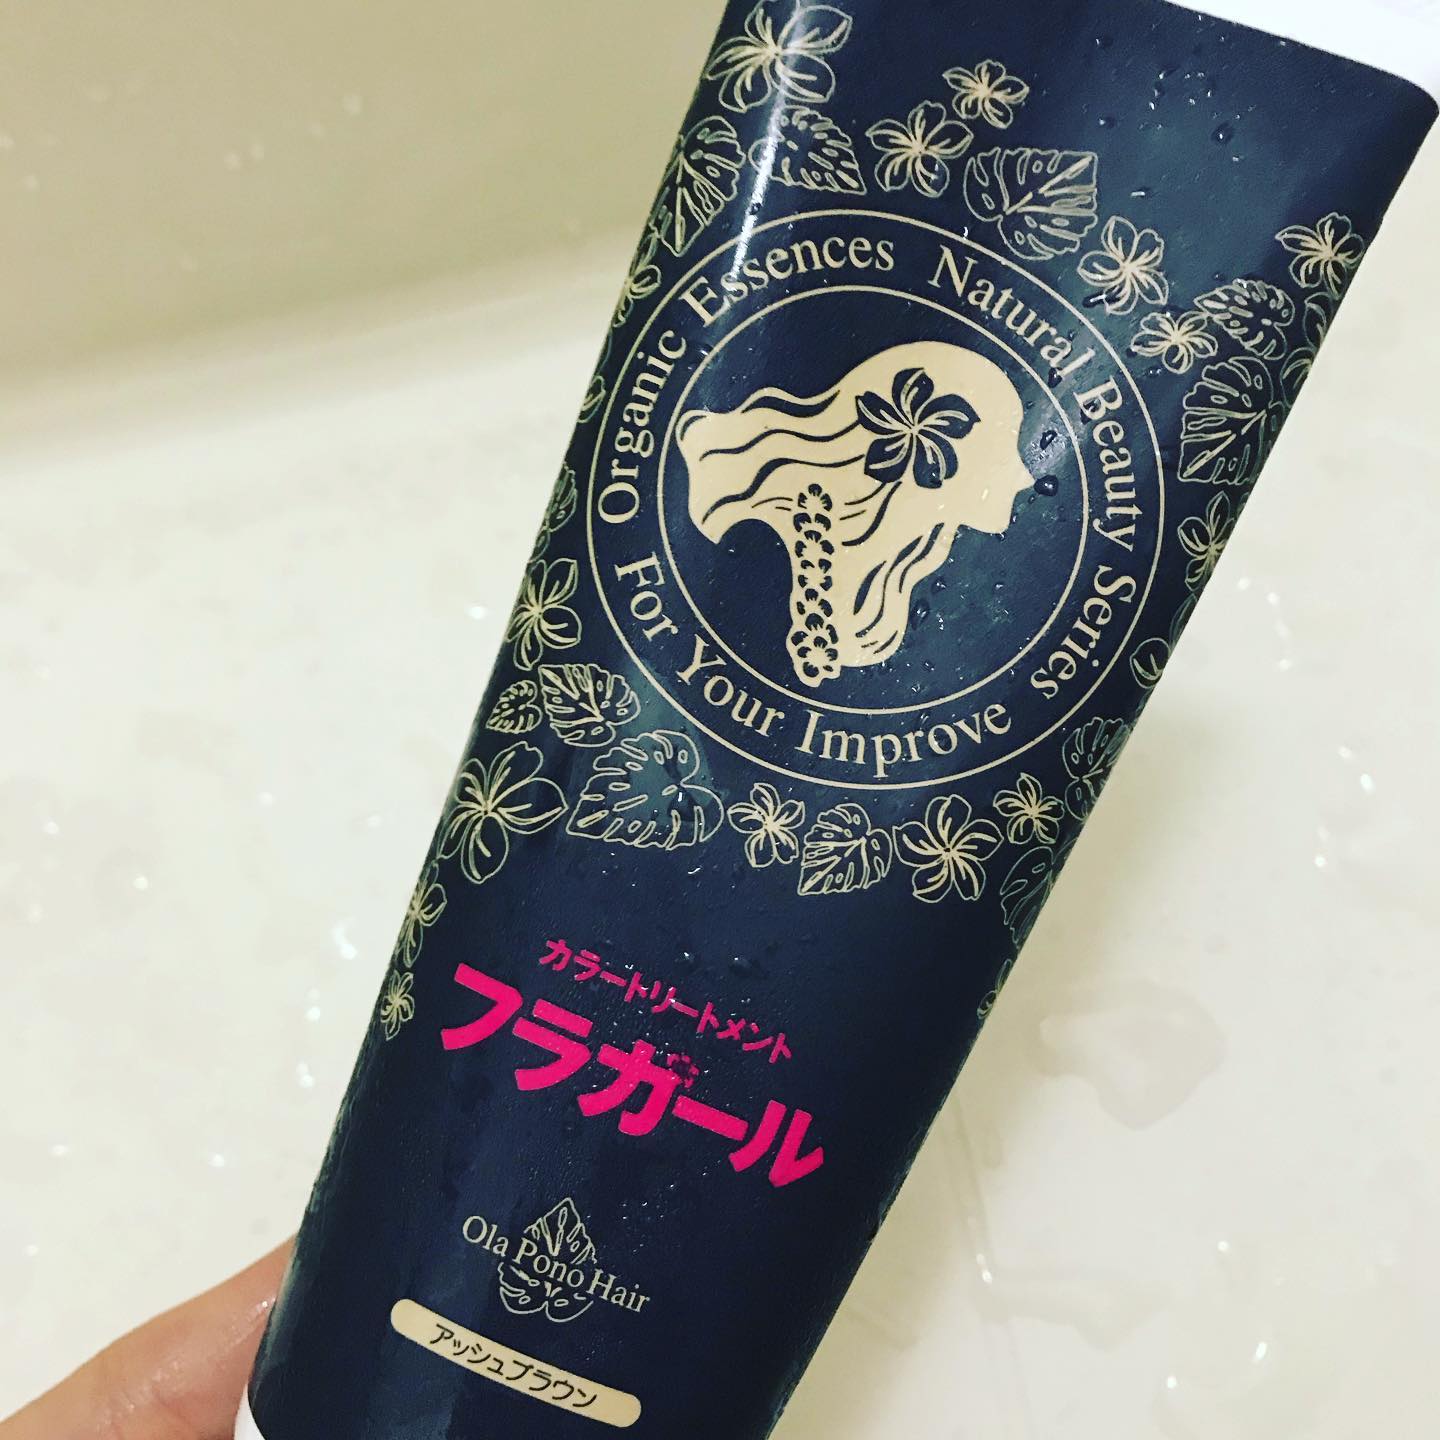 Organic Essences Natural Beauty Series
For Your Improve
カラートリートメント
フラガール
Ola Pono Hair
アッシュブラウン